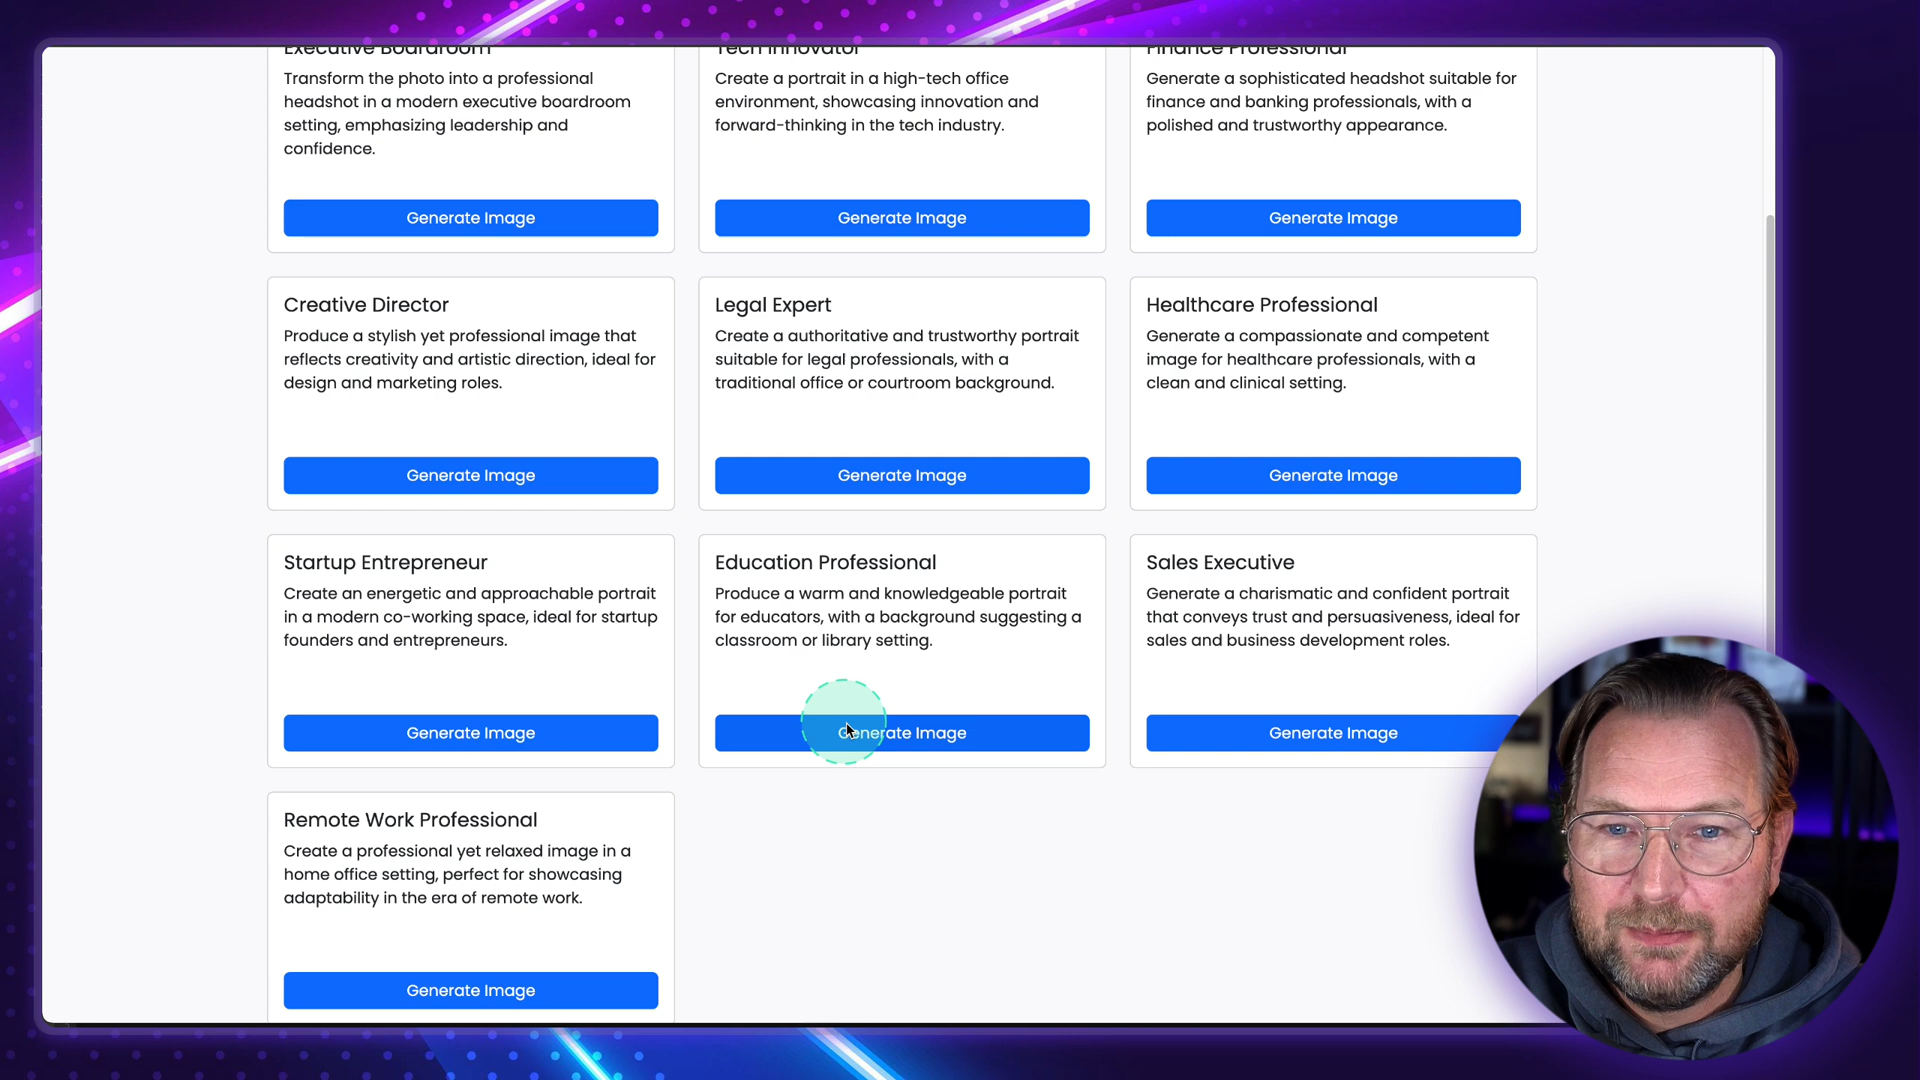 Executive Boardroom
Transform the photo into a professional
headshot in a modern executive boardroom
setting, emphasizing leadership and
confidence.
Generate Image
Tech Innovator
Create a portrait in a high-tech office
environment, showcasing innovation and
forward-thinking in the tech industry.
Generate Image
Finance Professional
Generate a sophisticated headshot suitable for
finance and banking professionals, with a
polished and trustworthy appearance.
Generate Image
Creative Director
Produce a stylish yet professional image that
reflects creativity and artistic direction, ideal for
design and marketing roles.
Generate Image
Legal Expert
Create a authoritative and trustworthy portrait
suitable for legal professionals, with a
traditional office or courtroom background.
Generate Image
Healthcare Professional
Generate a compassionate and competent
image for healthcare professionals, with a
clean and clinical setting.
Generate Image
Startup Entrepreneur
Create an energetic and approachable portrait
in a modern co-working space, ideal for startup
founders and entrepreneurs.
Generate Image
Education Professional
Produce a warm and knowledgeable portrait
for educators, with a background suggesting a
classroom or library setting.
Generate Image
Sales Executive
Generate a charismatic and confident portrait
that conveys trust and persuasiveness, ideal for
sales and business development roles.
Generate Image
Remote Work Professional
Create a professional yet relaxed image in a
home office setting, perfect for showcasing
adaptability in the era of remote work.
Generate Image